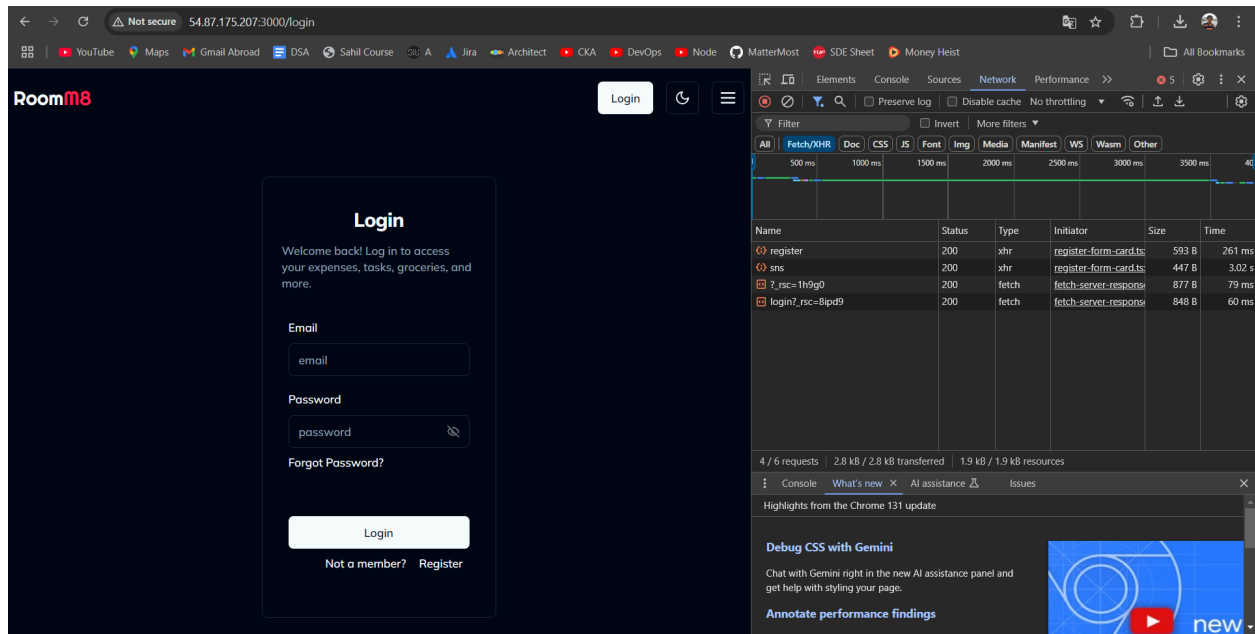 Not secure 54.87.175.207:3000/login
YouTube Maps Gmail Abroad DSA Sahil Course A Jira Architect CKA DevOps Node MatterMost SDE Sheet Money Heist All Bookmarks
RoomM8
Login
Elements Console Sources Network Performance 5
Preserve log Disable cache No throttling
Filter Invert More filters
All Fetch/XHR Doc CSS JS Font Img Media Manifest WS Wasm Other
500 ms 1000 ms 1500 ms 2000 ms 2500 ms 3000 ms 3500 ms 40
Name Status Type Initiator Size Time
register 200 xhr register-form-card.ts: 593 B 261 ms
sns 200 xhr register-form-card.ts: 447 B 3.02 s
?_rsc=1h9g0 200 fetch fetch-server-respons 877 B 79 ms
login?_rsc=8ipd9 200 fetch fetch-server-respons 848 B 60 ms
4 / 6 requests 2.8 kB / 2.8 kB transferred 1.9 kB / 1.9 kB resources
Console What's new AI assistance Issues
Highlights from the Chrome 131 update
Debug CSS with Gemini
Chat with Gemini right in the new AI assistance panel and
get help with styling your page.
Annotate performance findings
new
Login
Welcome back! Log in to access
your expenses, tasks, groceries, and
more.
Email
email
Password
password
Forgot Password?
Login
Not a member? Register